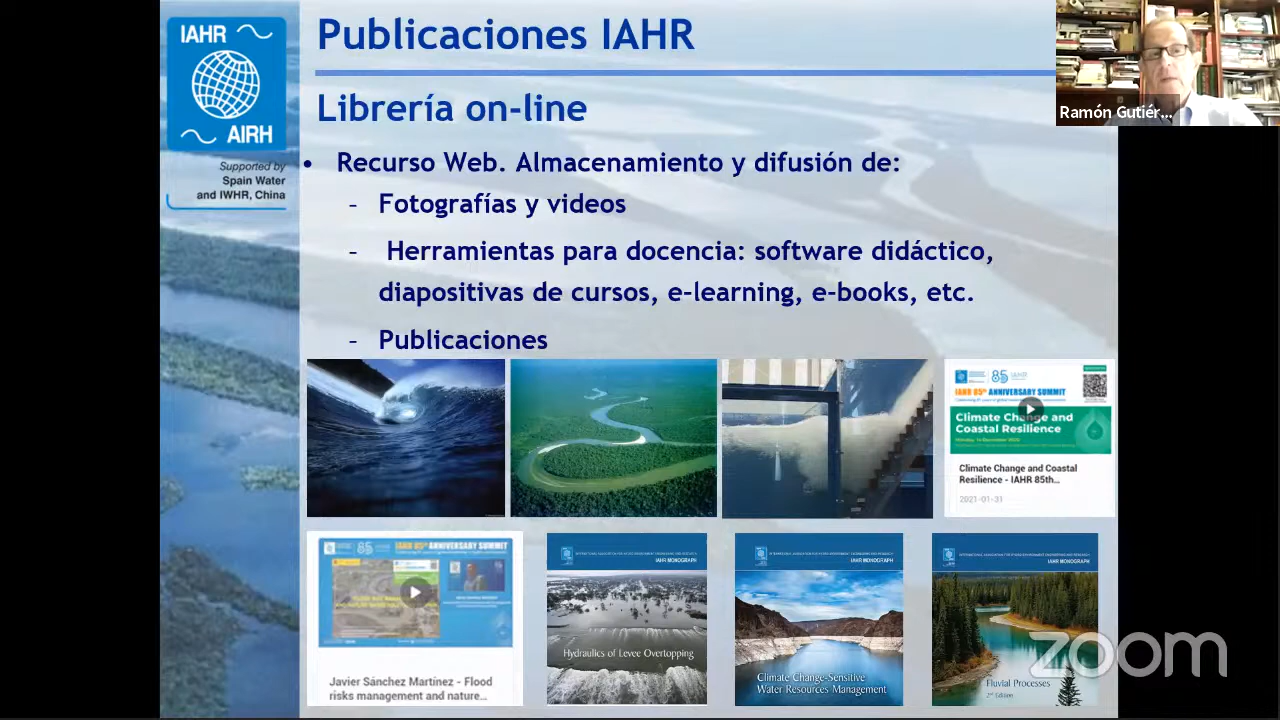 IAHR
AIRH
Supported by
Spain Water
and IWHR, China
Publicaciones IAHR
Librería on-line
• Recurso Web. Almacenamiento y difusión de:
– Fotografías y videos
– Herramientas para docencia: software didáctico,
diapositivas de cursos, e-learning, e-books, etc.
– Publicaciones
Ramón Gutiér...
85 IAHR
IAHR 85th ANNIVERSARY SUMMIT
Climate Change and
Coastal Resilience
Climate Change and Coastal
Resilience - IAHR 85th...
2021-01-31
85
IAHR 85th ANNIVERSARY SUMMIT
Javier Sánchez Martínez - Flood
risks management and nature...
IAHR MONOGRAPH
Hydraulics of Levee Overtopping
IAHR MONOGRAPH
Climate Change-Sensitive
Water Resources Management
IAHR MONOGRAPH
Fluvial Processes
2nd Edition
zoom